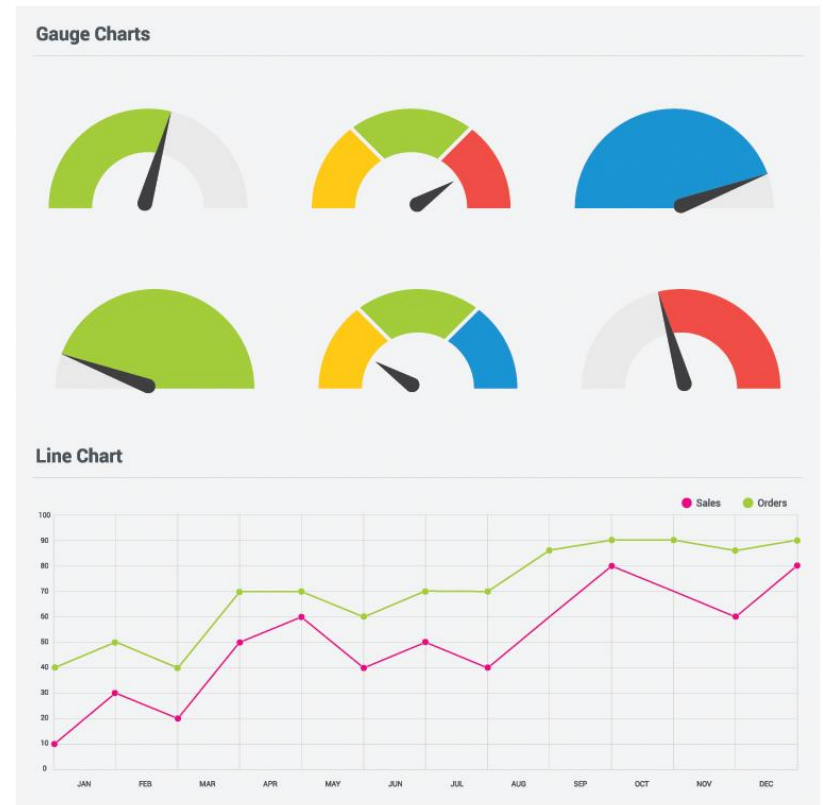 Gauge Charts
Line Chart
Sales Orders
100
90
80
70
60
50
40
30
20
10
0
JAN FEB MAR APR MAY JUN JUL AUG SEP OCT NOV DEC